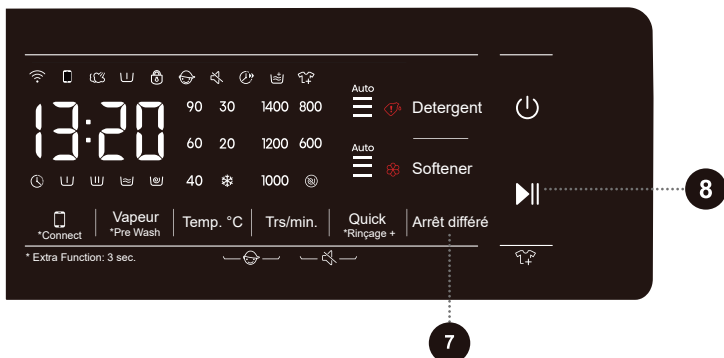 Auto
90 30 1400 800
Detergent
13:20
60 20 1200 600
Auto
Softener
40 1000
8
*Connect
Vapeur
*Pre Wash
Temp. °C
Trs/min.
Quick
*Rinçage +
Arrêt différé
* Extra Function: 3 sec.
7